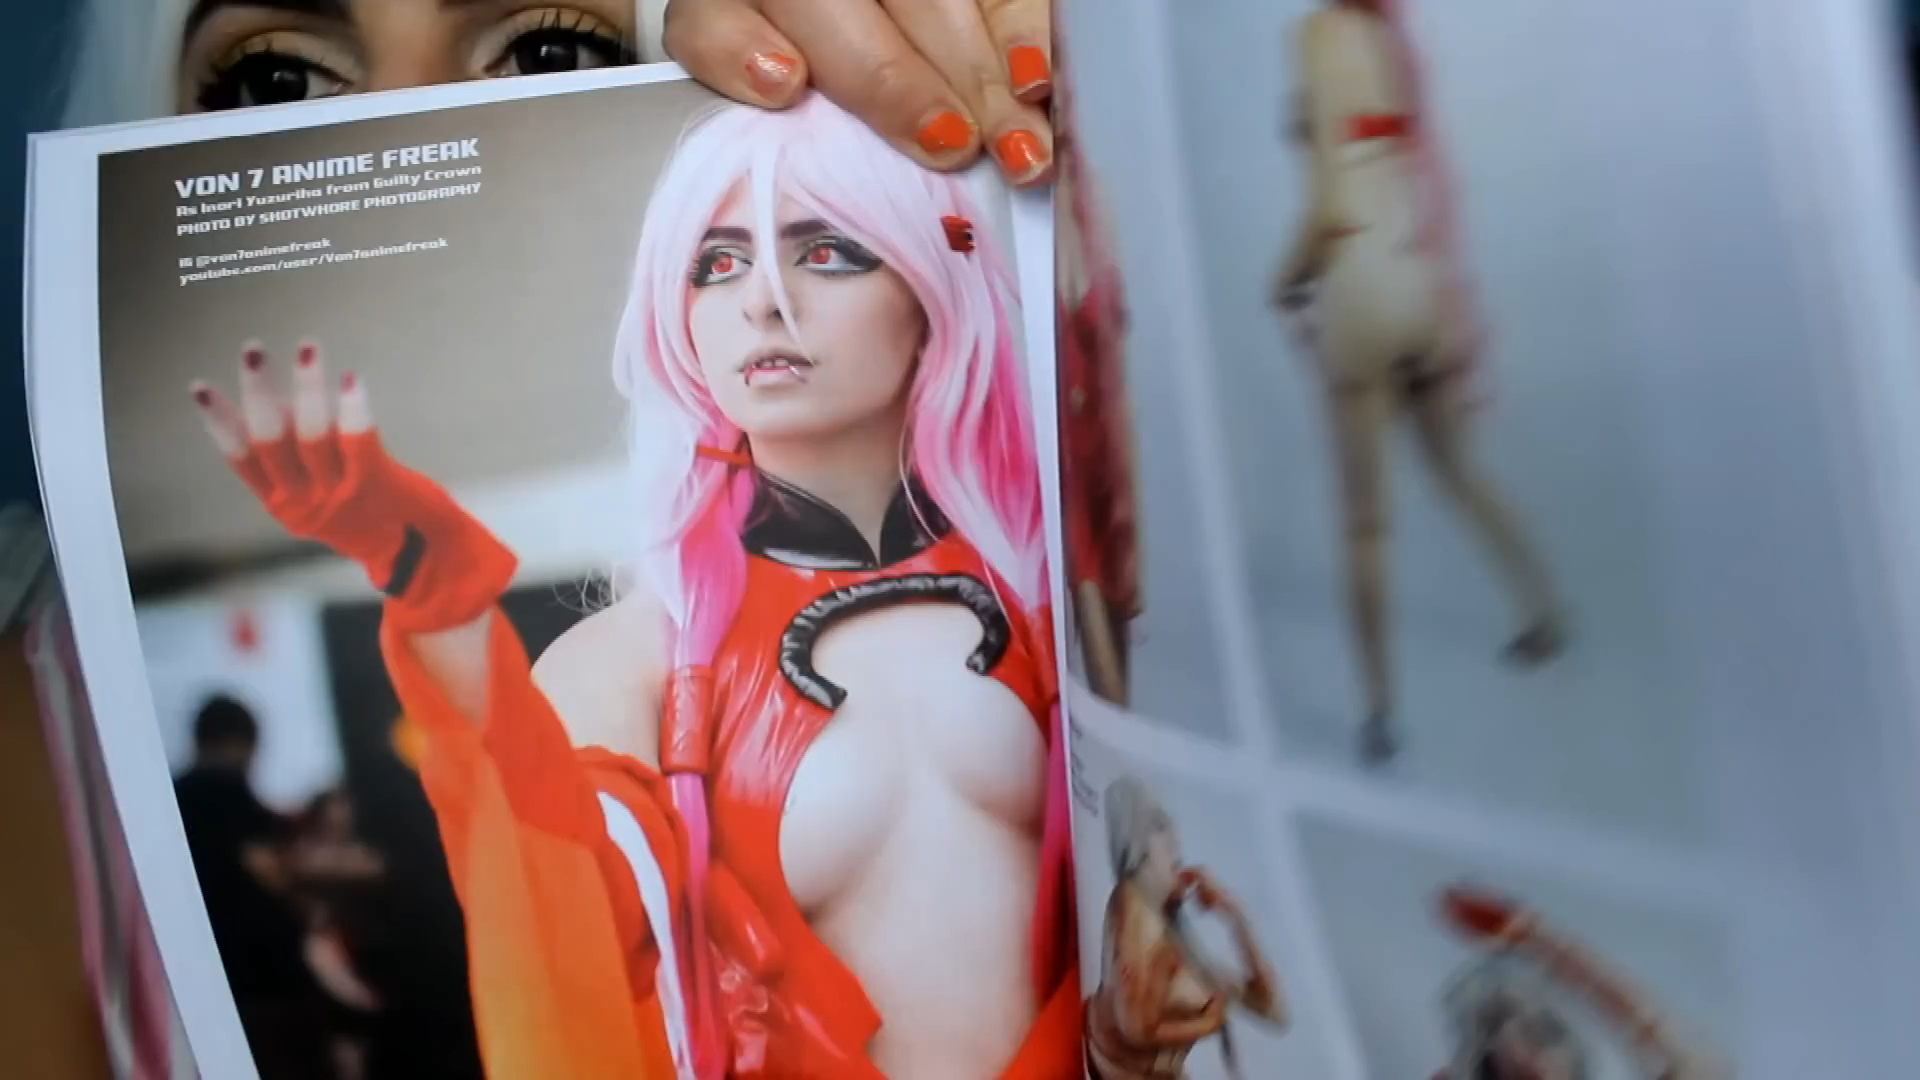 VON 7 ANIME FREAK
As Inori Yuzuriha from Guilty Crown
PHOTO BY SHOTWHORE PHOTOGRAPHY
IG @von7animefreak
youtube.com/user/Von7animefreak